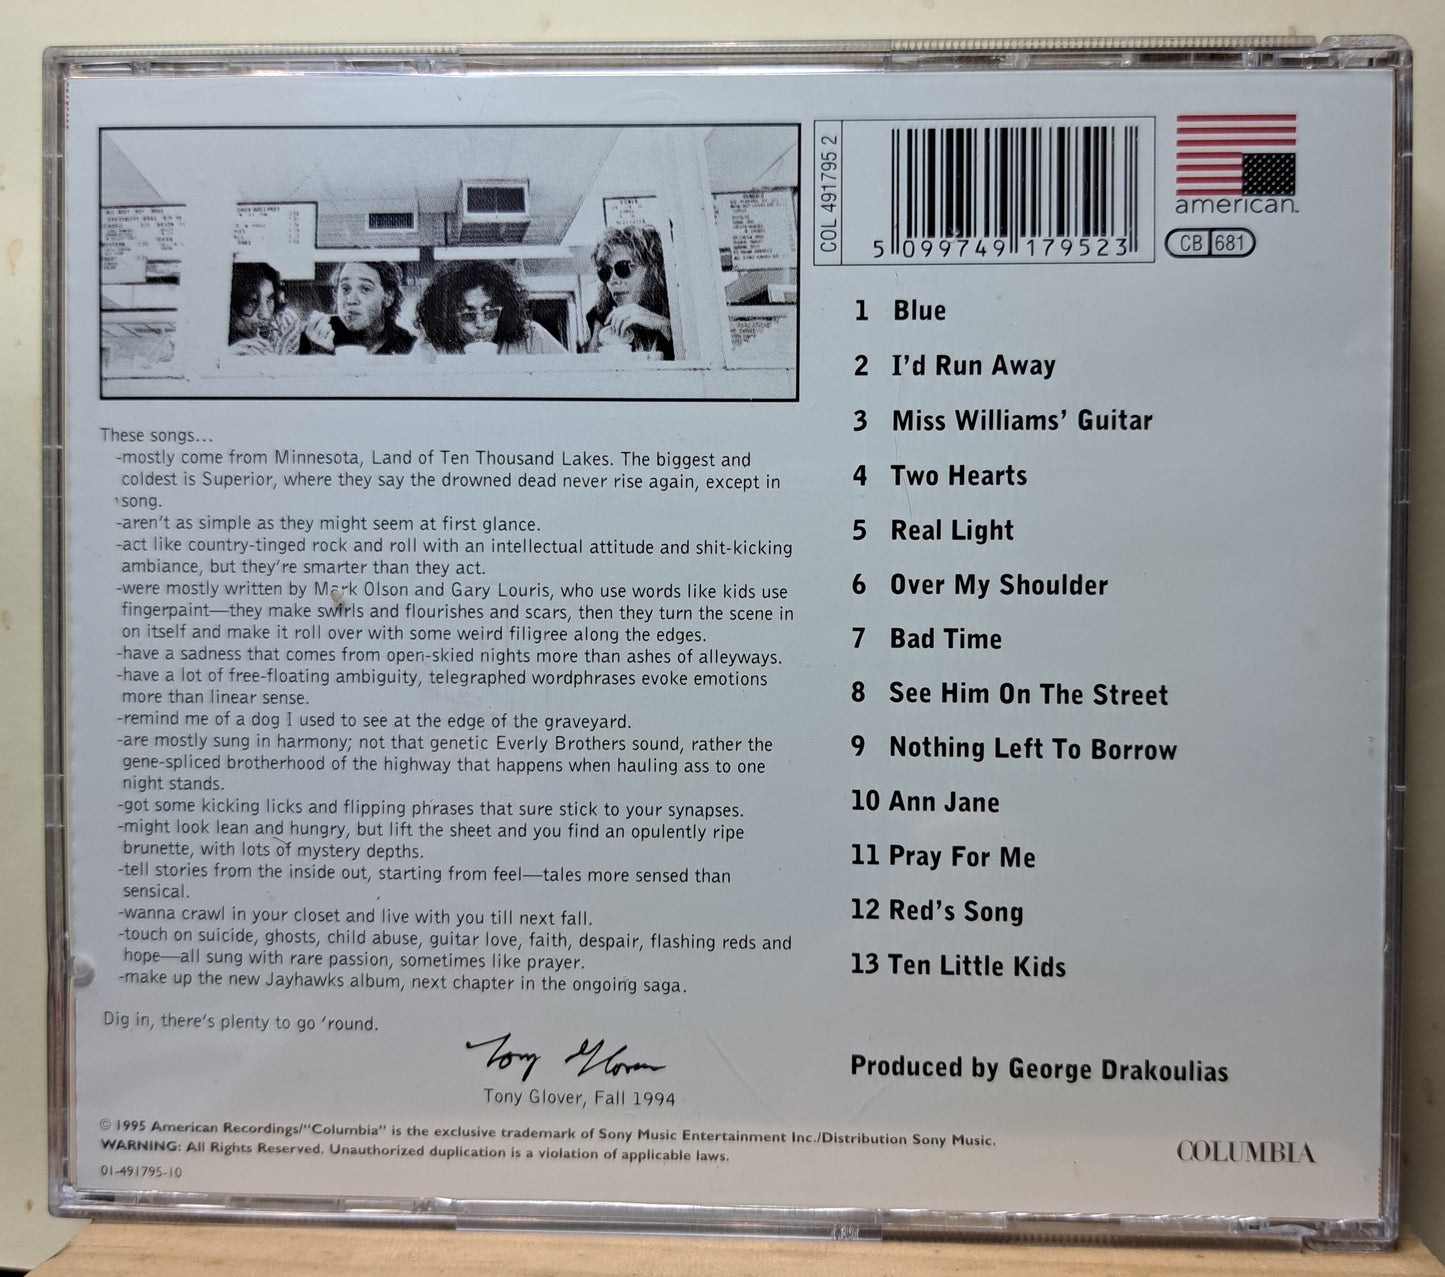 These songs...
-mostly come from Minnesota, Land of Ten Thousand Lakes. The biggest and
coldest is Superior, where they say the drowned dead never rise again, except in
song.
-aren't as simple as they might seem at first glance.
-act like country-tinged rock and roll with an intellectual attitude and shit-kicking
ambiance, but they're smarter than they act.
-were mostly written by Mark Olson and Gary Louris, who use words like kids use
fingerpaint—they make swirls and flourishes and scars, then they turn the scene in
on itself and make it roll over with some weird filigree along the edges.
-have a sadness that comes from open-skied nights more than ashes of alleyways.
-have a lot of free-floating ambiguity, telegraphed wordphrases evoke emotions
more than linear sense.
-remind me of a dog I used to see at the edge of the graveyard.
-are mostly sung in harmony; not that genetic Everly Brothers sound, rather the
gene-spliced brotherhood of the highway that happens when hauling ass to one
night stands.
-got some kicking licks and flipping phrases that sure stick to your synapses.
-might look lean and hungry, but lift the sheet and you find an opulently ripe
brunette, with lots of mystery depths.
-tell stories from the inside out, starting from feel—tales more sensed than
sensical.
-wanna crawl in your closet and live with you till next fall.
-touch on suicide, ghosts, child abuse, guitar love, faith, despair, flashing reds and
hope—all sung with rare passion, sometimes like prayer.
-make up the new Jayhawks album, next chapter in the ongoing saga.
Dig in, there's plenty to go 'round.
Tony Glover
Tony Glover, Fall 1994
COL 491795 2
5 099749 179523
american
CB 681
1 Blue
2 I'd Run Away
3 Miss Williams' Guitar
4 Two Hearts
5 Real Light
6 Over My Shoulder
7 Bad Time
8 See Him On The Street
9 Nothing Left To Borrow
10 Ann Jane
11 Pray For Me
12 Red's Song
13 Ten Little Kids
Produced by George Drakoulias
© 1995 American Recordings/"Columbia" is the exclusive trademark of Sony Music Entertainment Inc./Distribution Sony Music.
WARNING: All Rights Reserved. Unauthorized duplication is a violation of applicable laws.
01-491795-10
COLUMBIA